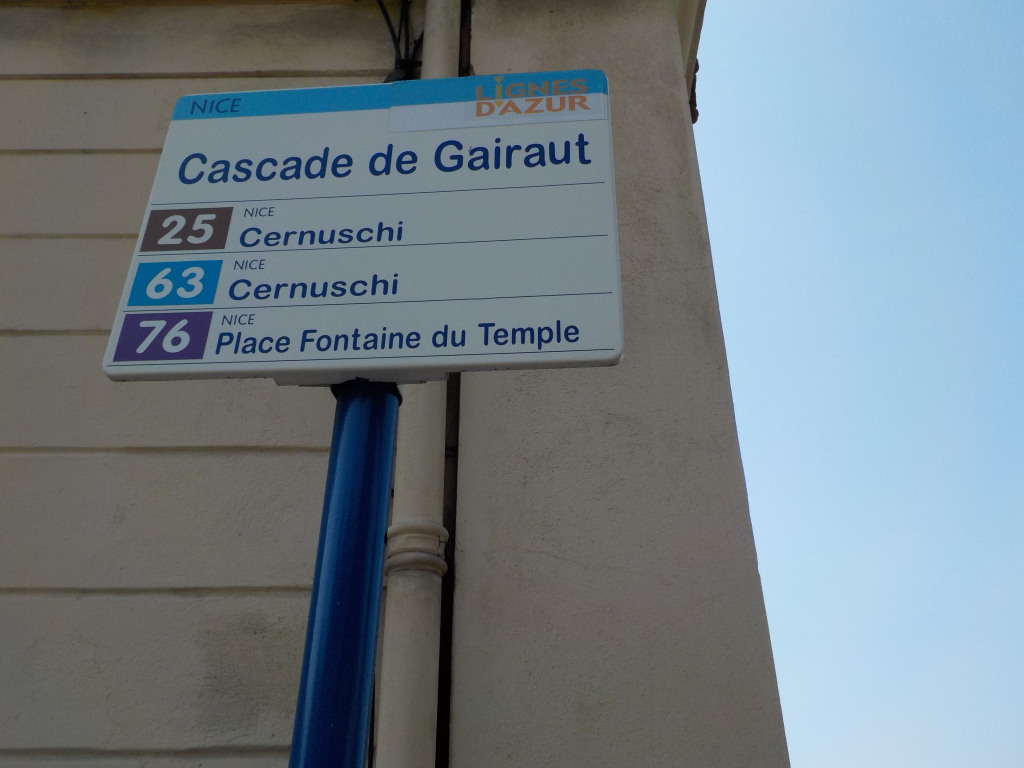 NICE
LIGNES
D'AZUR
Cascade de Gairaut
25 NICE
Cernuschi
63 NICE
Cernuschi
76 NICE
Place Fontaine du Temple